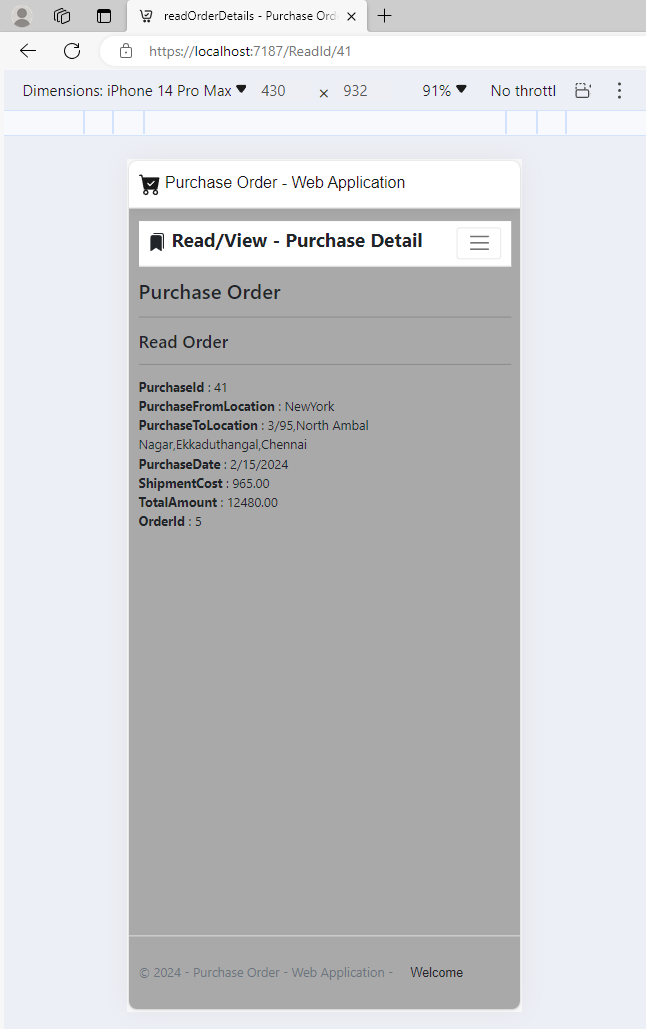 readOrderDetails - Purchase Ord
https://localhost:7187/ReadId/41
Dimensions: iPhone 14 Pro Max 430 × 932 91% No throttl
Purchase Order - Web Application
Read/View - Purchase Detail
Purchase Order
Read Order
PurchaseId : 41
PurchaseFromLocation : NewYork
PurchaseToLocation : 3/95,North Ambal
Nagar,Ekkaduthangal,Chennai
PurchaseDate : 2/15/2024
ShipmentCost : 965.00
TotalAmount : 12480.00
OrderId : 5
© 2024 - Purchase Order - Web Application - Welcome